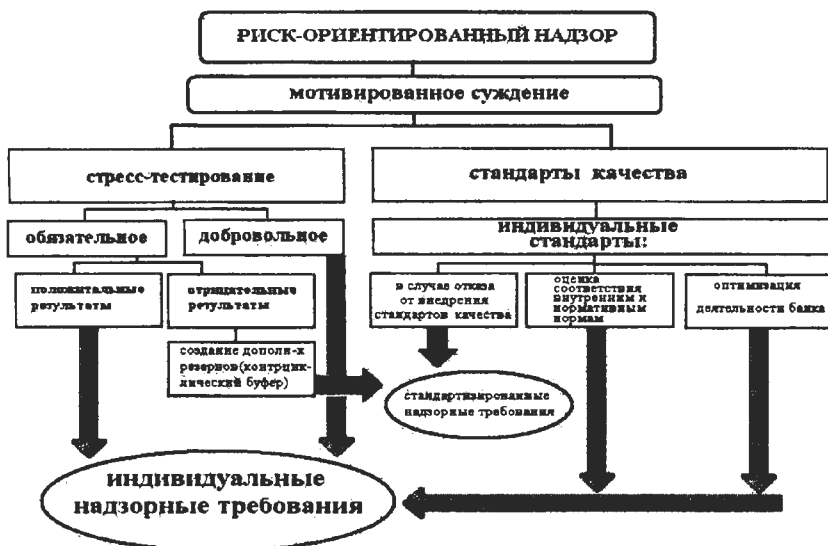 РИСК-ОРИЕНТИРОВАННЫЙ НАДЗОР
мотивированное суждение
стресс-тестирование
стандарты качества
обязательное
добровольное
индивидуальные
стандарты:
положительные
результаты
отрицательные
результаты
в случае отказа
от внедрения
стандартов качества
оценка
соответствия
внутренним и
нормативным
нормам
оптимизация
деятельности банка
создание дополн-х
резервов(контрцик-
лический буфер)
стандартизированные
надзорные требования
индивидуальные
надзорные требования